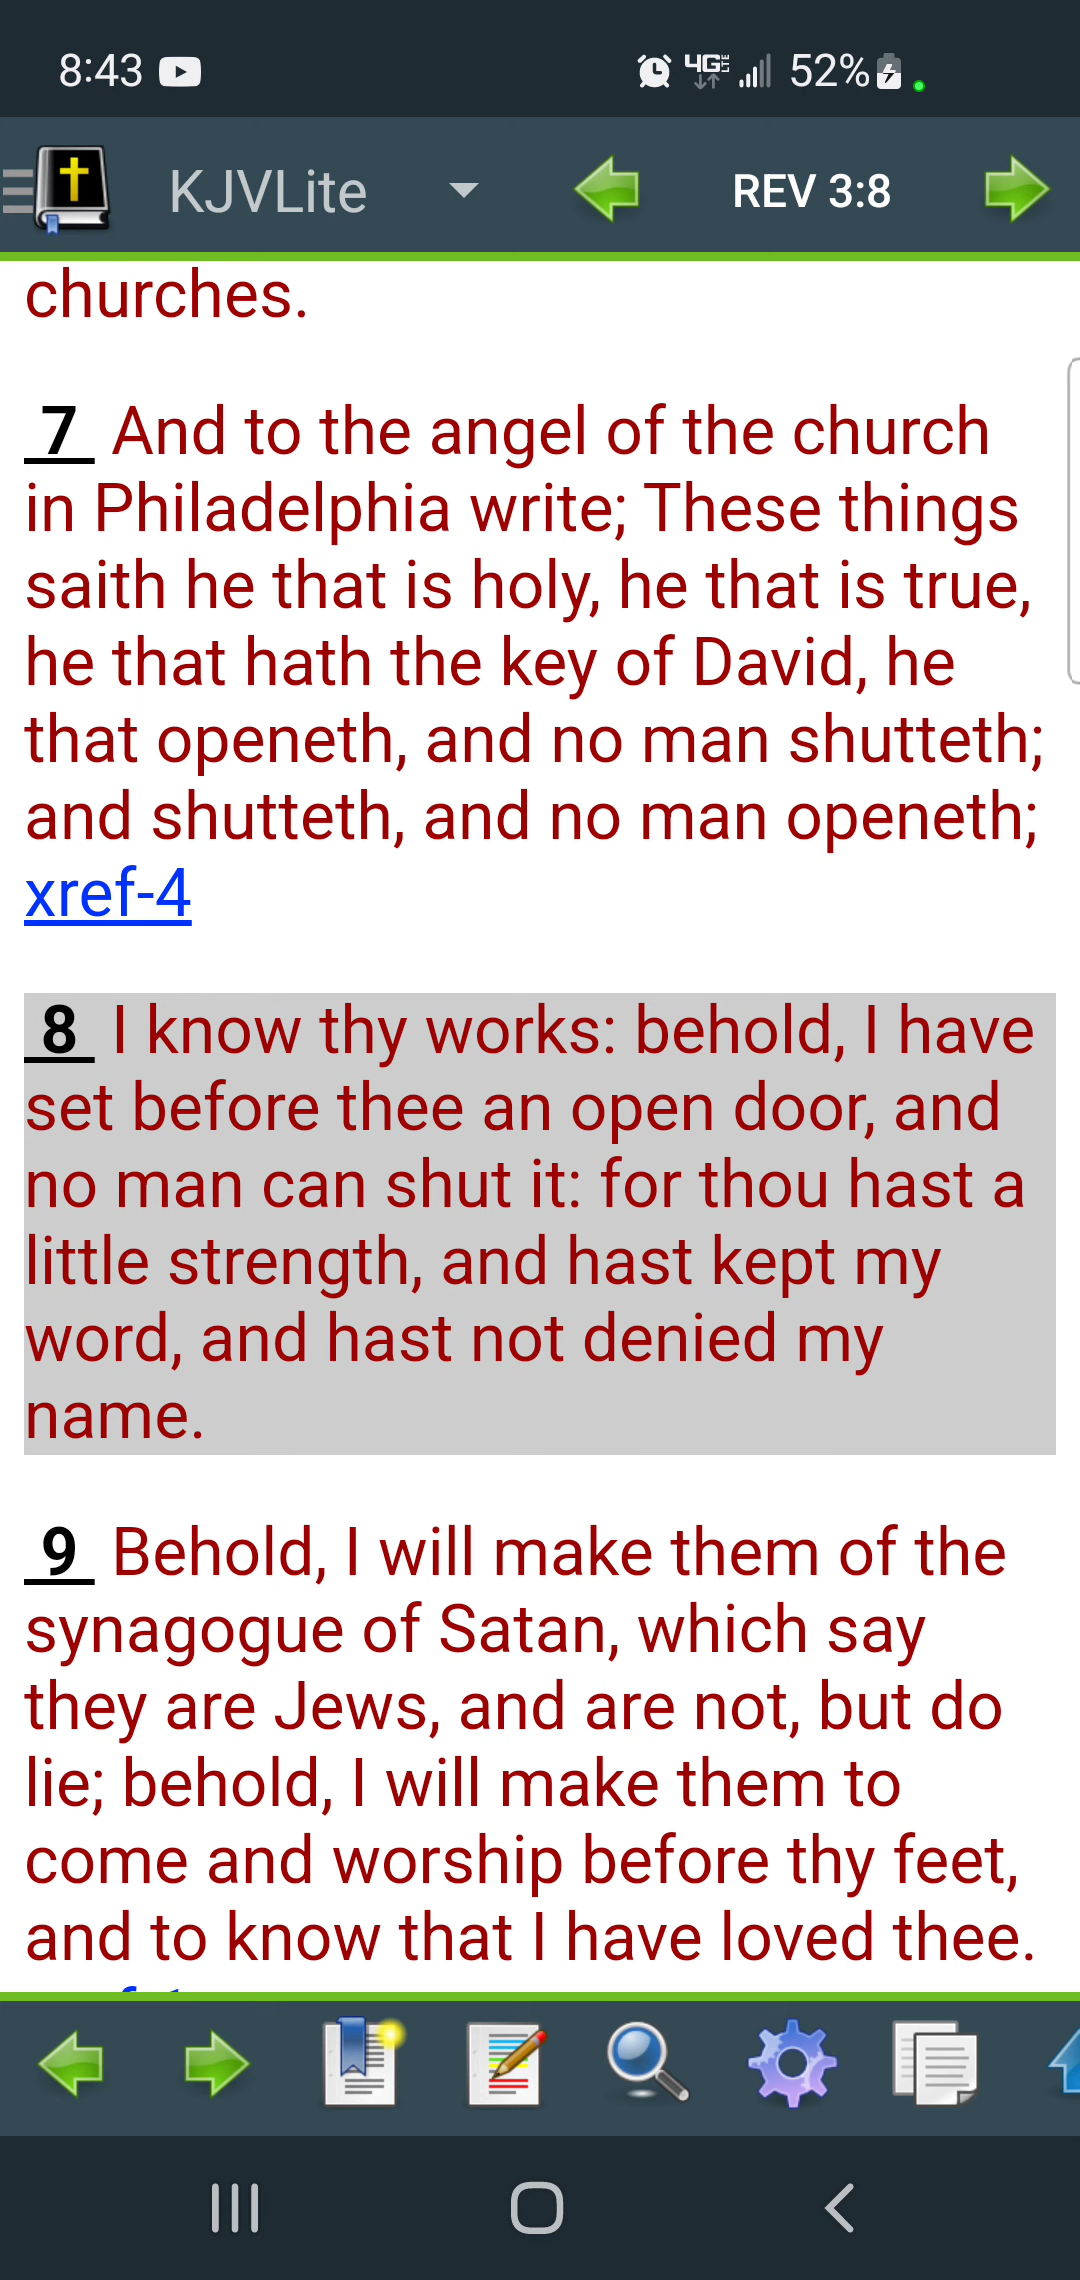 8:43 4G LTE 52%
KJVLite REV 3:8
churches.
7 And to the angel of the church
in Philadelphia write; These things
saith he that is holy, he that is true,
he that hath the key of David, he
that openeth, and no man shutteth;
and shutteth, and no man openeth;
xref-4
8 I know thy works: behold, I have
set before thee an open door, and
no man can shut it: for thou hast a
little strength, and hast kept my
word, and hast not denied my
name.
9 Behold, I will make them of the
synagogue of Satan, which say
they are Jews, and are not, but do
lie; behold, I will make them to
come and worship before thy feet,
and to know that I have loved thee.